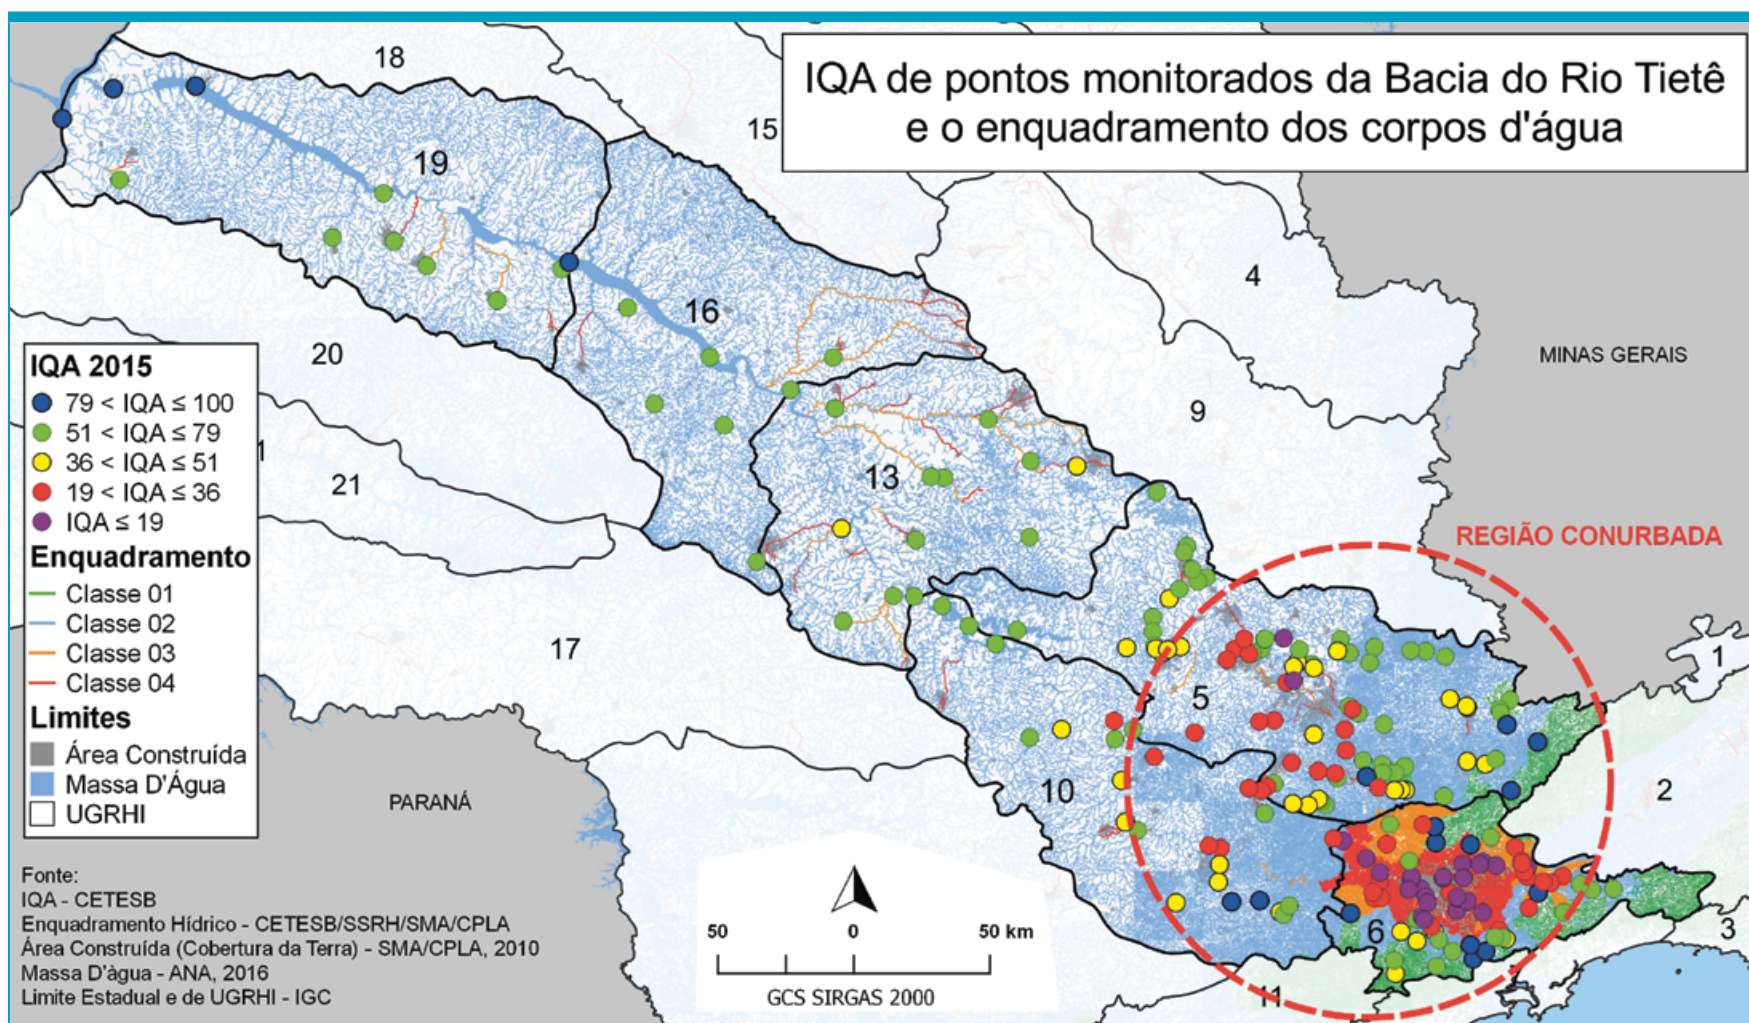 IQA de pontos monitorados da Bacia do Rio Tietê
e o enquadramento dos corpos d'água
18
15
19
4
16
20
MINAS GERAIS
9
1
21
13
REGIÃO CONURBADA
17
1
5
2
10
PARANÁ
6
3
11
IQA 2015
79 < IQA ≤ 100
51 < IQA ≤ 79
36 < IQA ≤ 51
19 < IQA ≤ 36
IQA ≤ 19
Enquadramento
Classe 01
Classe 02
Classe 03
Classe 04
Limites
Área Construída
Massa D'Água
UGRHI
Fonte:
IQA - CETESB
Enquadramento Hídrico - CETESB/SSRH/SMA/CPLA
Área Construída (Cobertura da Terra) - SMA/CPLA, 2010
Massa D'àgua - ANA, 2016
Limite Estadual e de UGRHI - IGC
50 0 50 km
GCS SIRGAS 2000